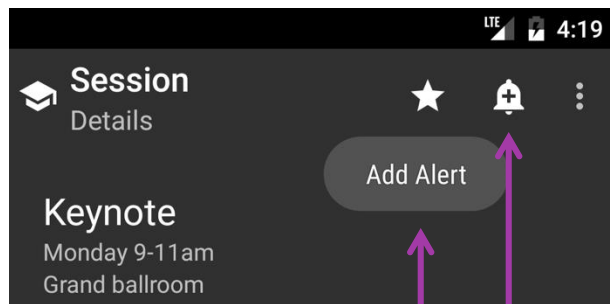 LTE 4:19
Session
Details
Add Alert
Keynote
Monday 9-11am
Grand ballroom